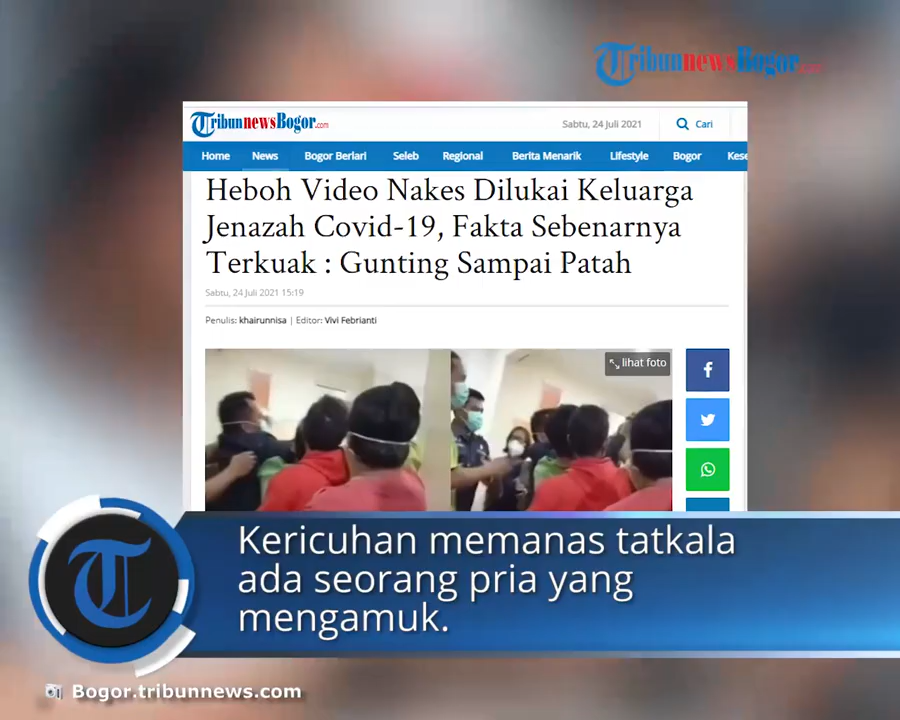 TribunnewsBogor.com
TribunnewsBogor.com
Sabtu, 24 Juli 2021
Cari
Home News Bogor Berlari Seleb Regional Berita Menarik Lifestyle Bogor Kese
Heboh Video Nakes Dilukai Keluarga
Jenazah Covid-19, Fakta Sebenarnya
Terkuak : Gunting Sampai Patah
Sabtu, 24 Juli 2021 15:19
Penulis: khairunnisa | Editor: Vivi Febrianti
lihat foto
Kericuhan memanas tatkala
ada seorang pria yang
mengamuk.
T
Bogor.tribunnews.com